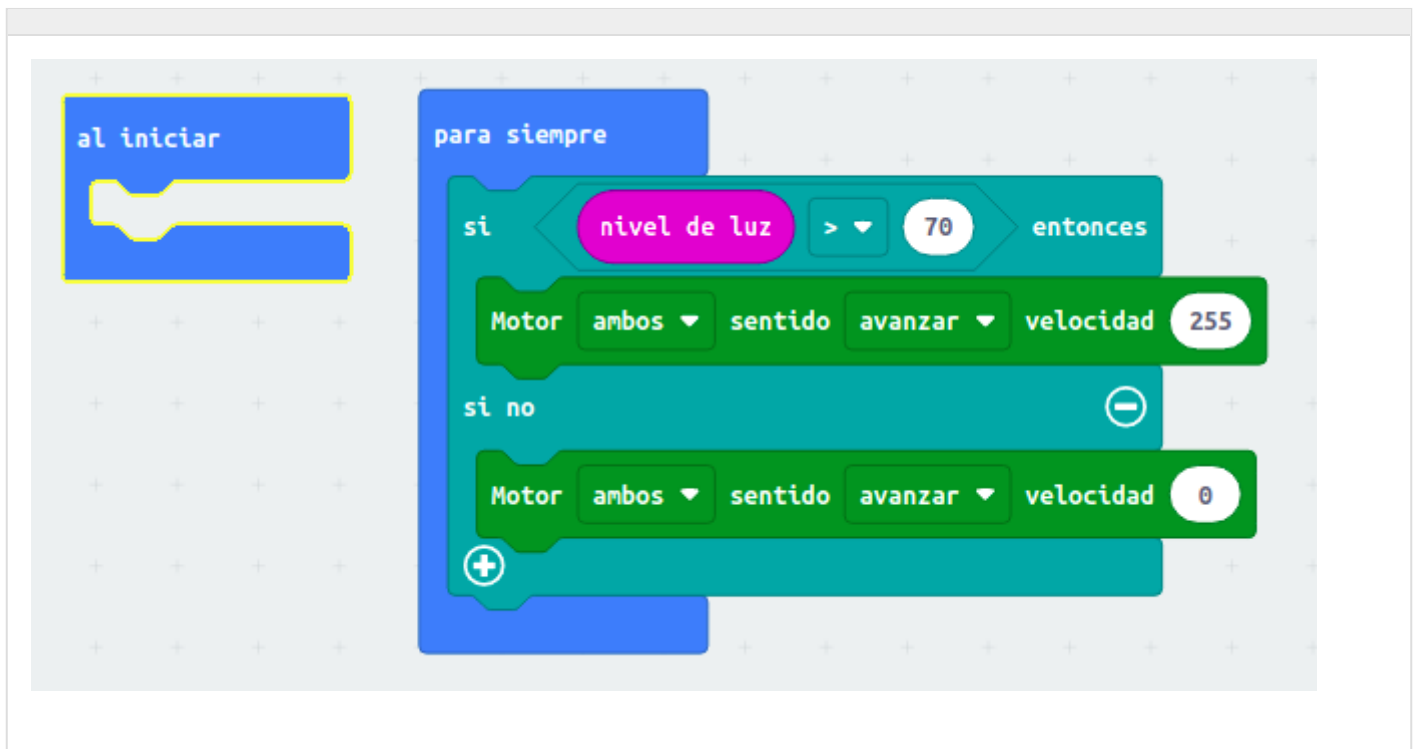 al iniciar
para siempre
si nivel de luz > 70 entonces
Motor ambos sentido avanzar velocidad 255
si no
Motor ambos sentido avanzar velocidad 0